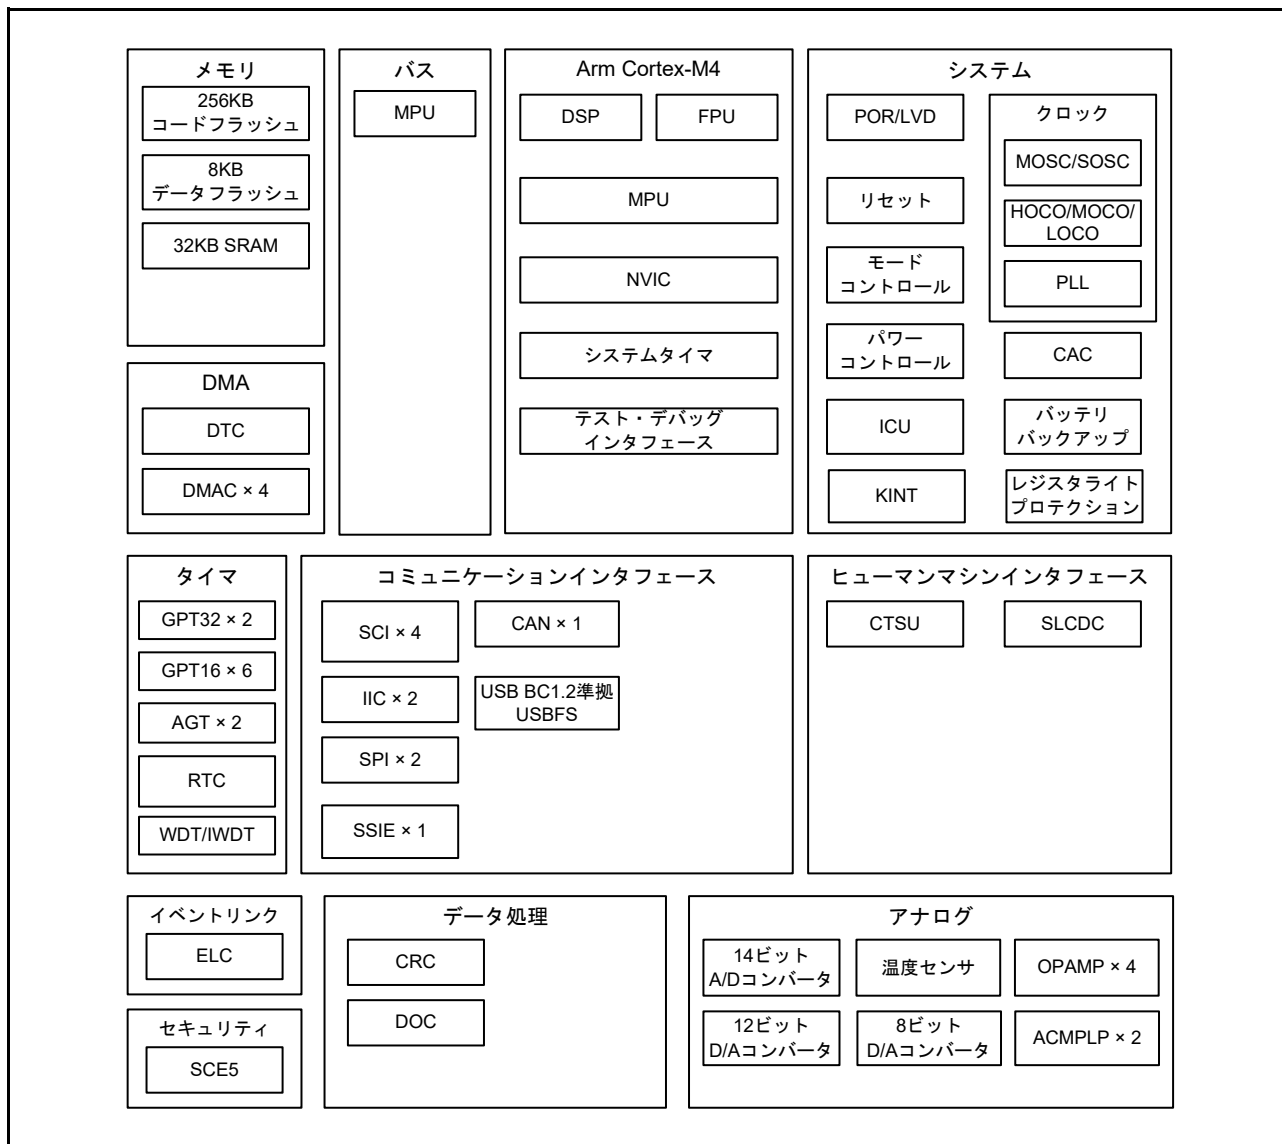 メモリ
256KB
コードフラッシュ
8KB
データフラッシュ
32KB SRAM
DMA
DTC
DMAC × 4
バス
MPU
Arm Cortex-M4
DSP
FPU
MPU
NVIC
システムタイマ
テスト・デバッグ
インタフェース
システム
POR/LVD
リセット
モード
コントロール
パワー
コントロール
ICU
KINT
クロック
MOSC/SOSC
HOCO/MOCO/
LOCO
PLL
CAC
バッテリ
バックアップ
レジスタライト
プロテクション
タイマ
GPT32 × 2
GPT16 × 6
AGT × 2
RTC
WDT/IWDT
コミュニケーションインタフェース
SCI × 4
IIC × 2
SPI × 2
SSIE × 1
CAN × 1
USB BC1.2準拠
USBFS
ヒューマンマシンインタフェース
CTSU
SLCDC
イベントリンク
ELC
セキュリティ
SCE5
データ処理
CRC
DOC
アナログ
14ビット
A/Dコンバータ
温度センサ
OPAMP × 4
12ビット
D/Aコンバータ
8ビット
D/Aコンバータ
ACMPLP × 2